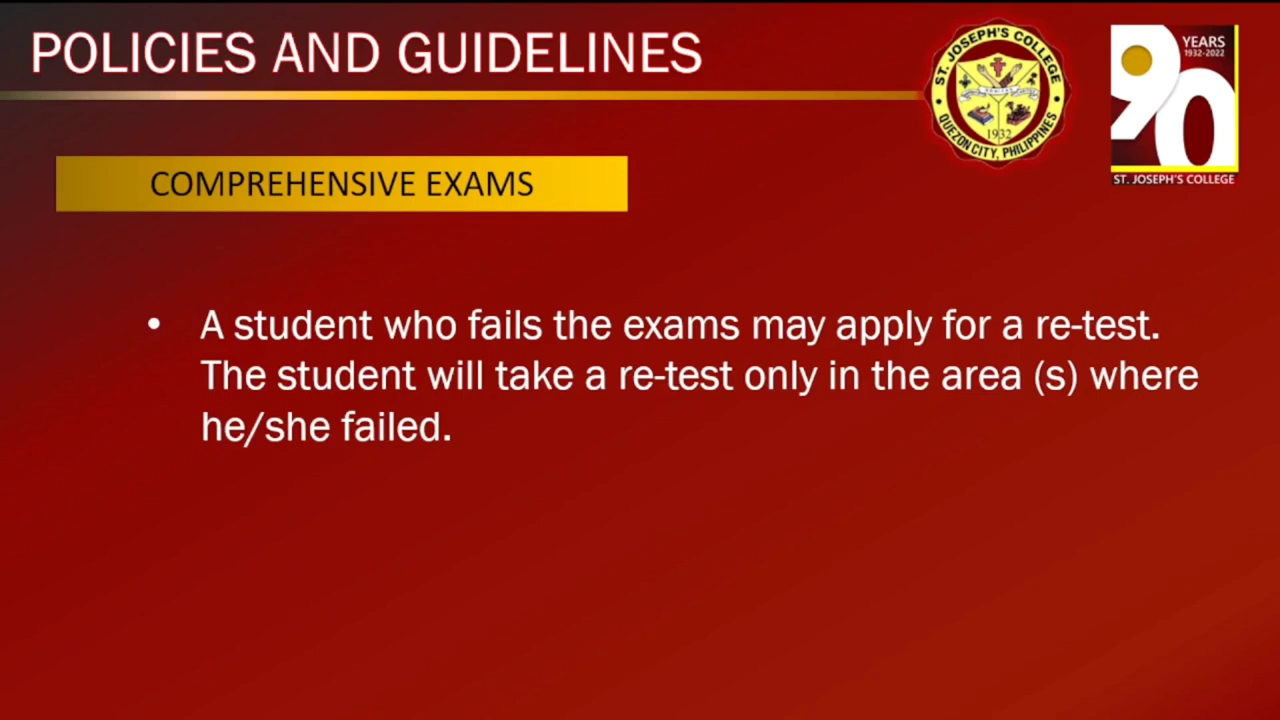 POLICIES AND GUIDELINES
ST. JOSEPH'S COLLEGE
QUEZON CITY, PHILIPPINES
1932
90
YEARS
1932-2022
ST. JOSEPH'S COLLEGE
COMPREHENSIVE EXAMS
• A student who fails the exams may apply for a re-test.
The student will take a re-test only in the area (s) where
he/she failed.